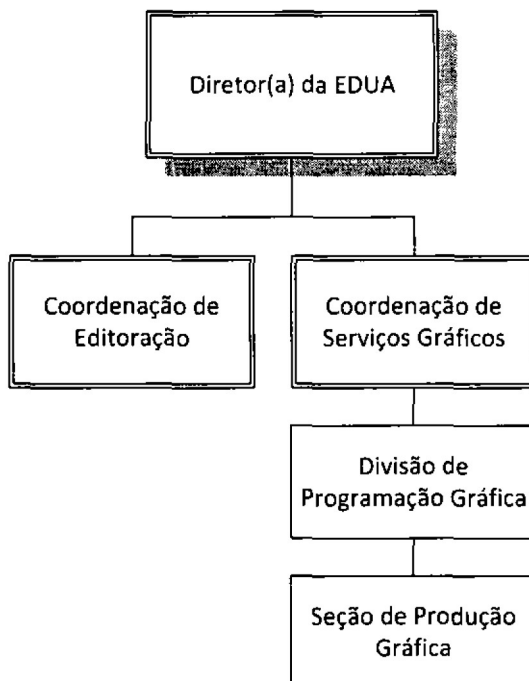 Diretor(a) da EDUA
Coordenação de
Editoração
Coordenação de
Serviços Gráficos
Divisão de
Programação Gráfica
Seção de Produção
Gráfica